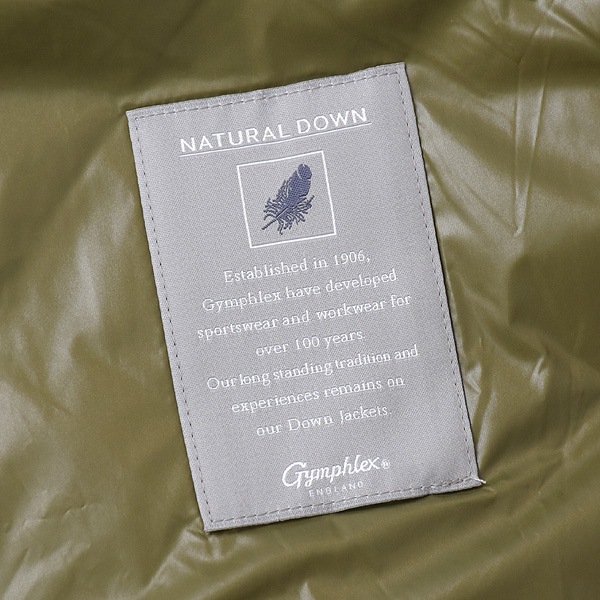 NATURAL DOWN
Established in 1906,
Gymphlex have developed
sportswear and workwear for
over 100 years.
Our long standing tradition and
experiences remains on
our Down Jackets.
Gymphlex®
ENGLAND